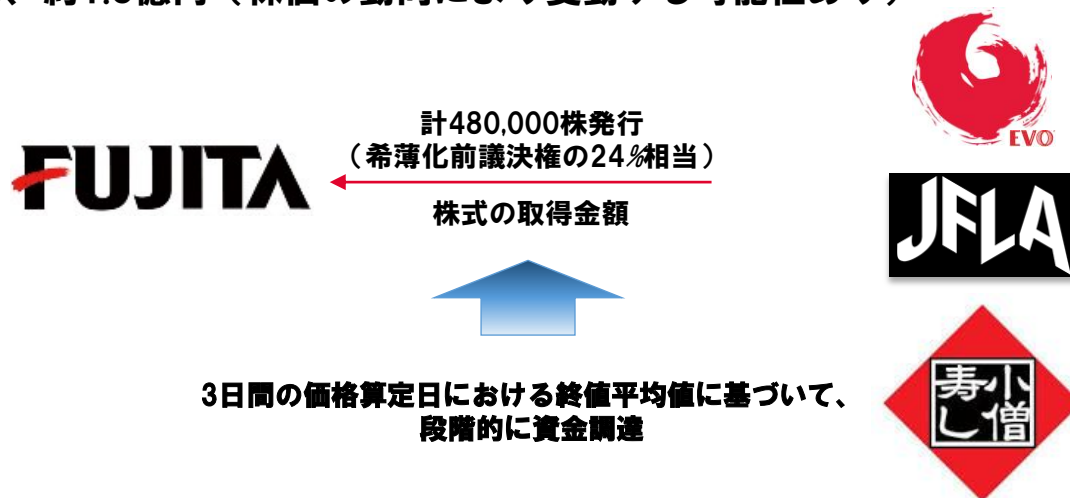 計480,000株発行
（希薄化前議決権の24%相当）
FUJITA
株式の取得金額
3日間の価格算定日における終値平均値に基づいて、
段階的に資金調達
EVO
JFLA
小僧
寿し